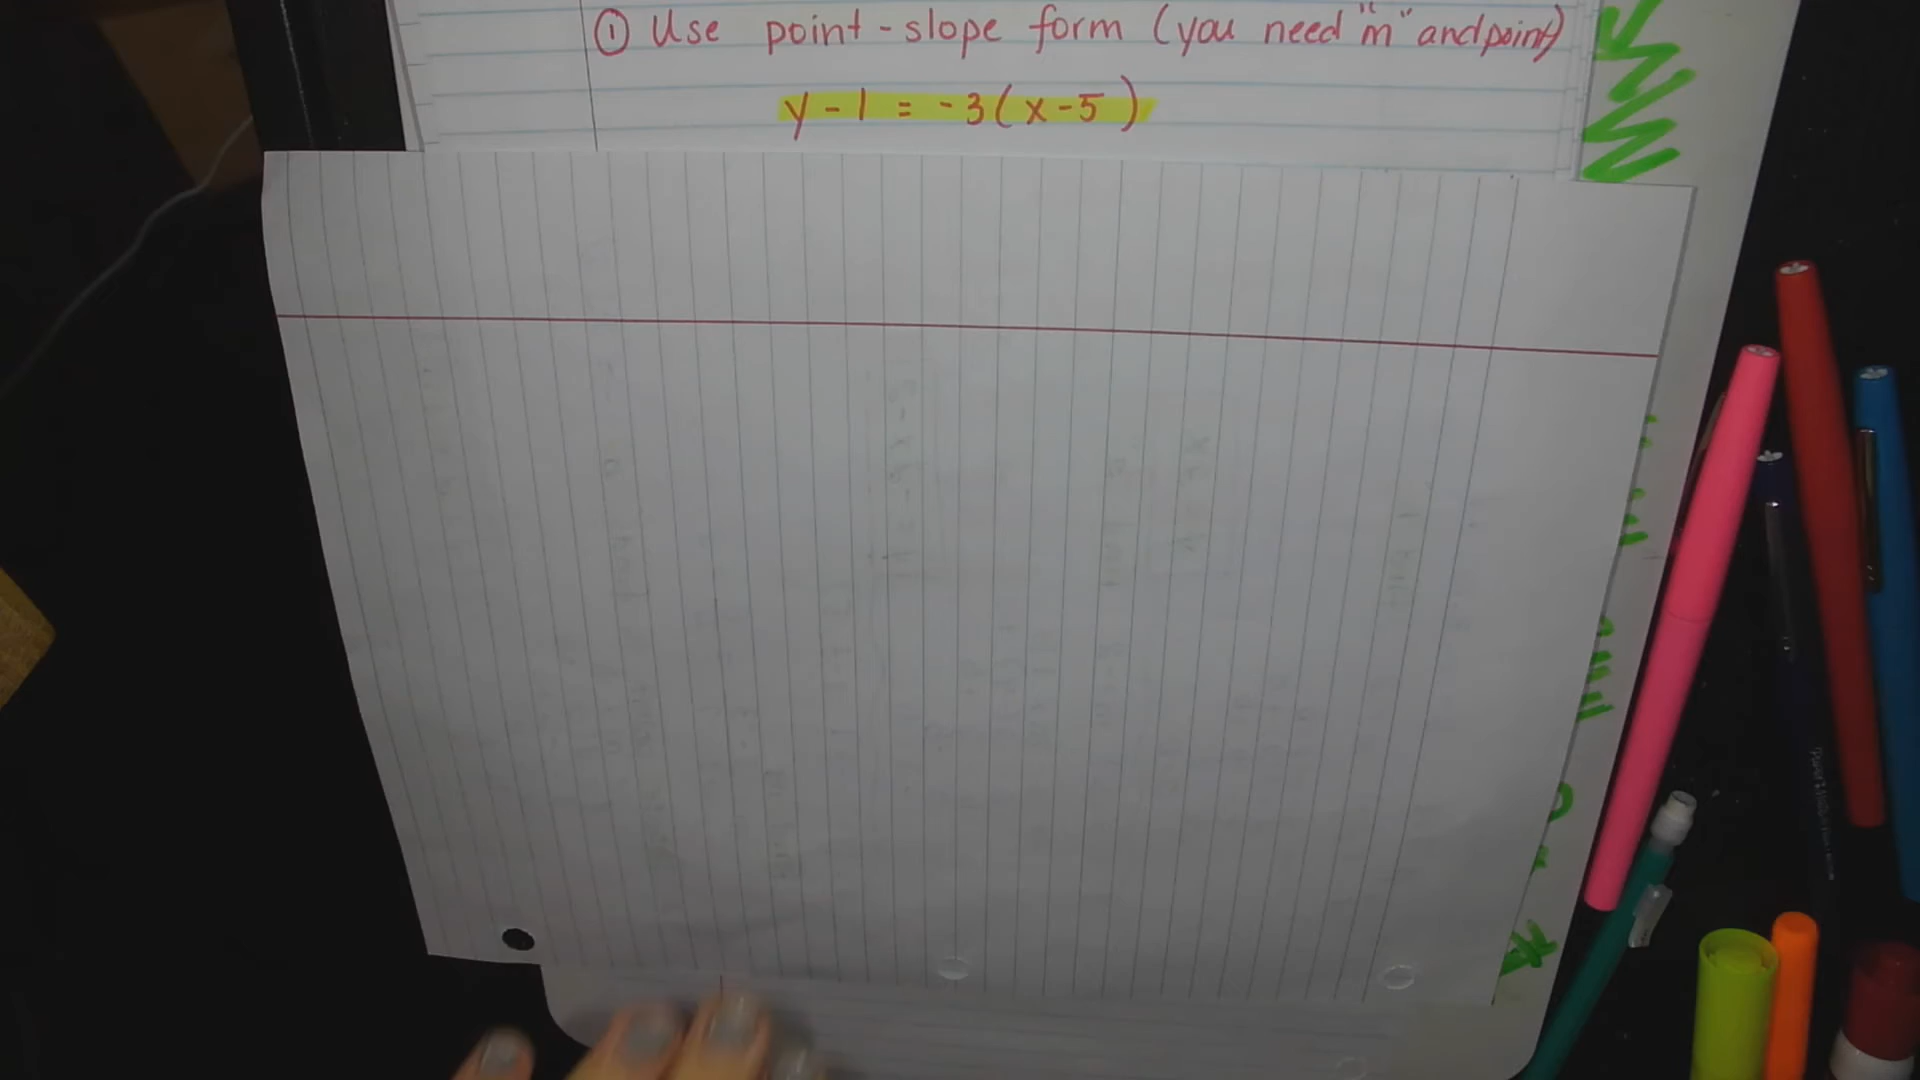 ① Use point-slope form (you need "m" and point)
y - 1 = -3(x-5)